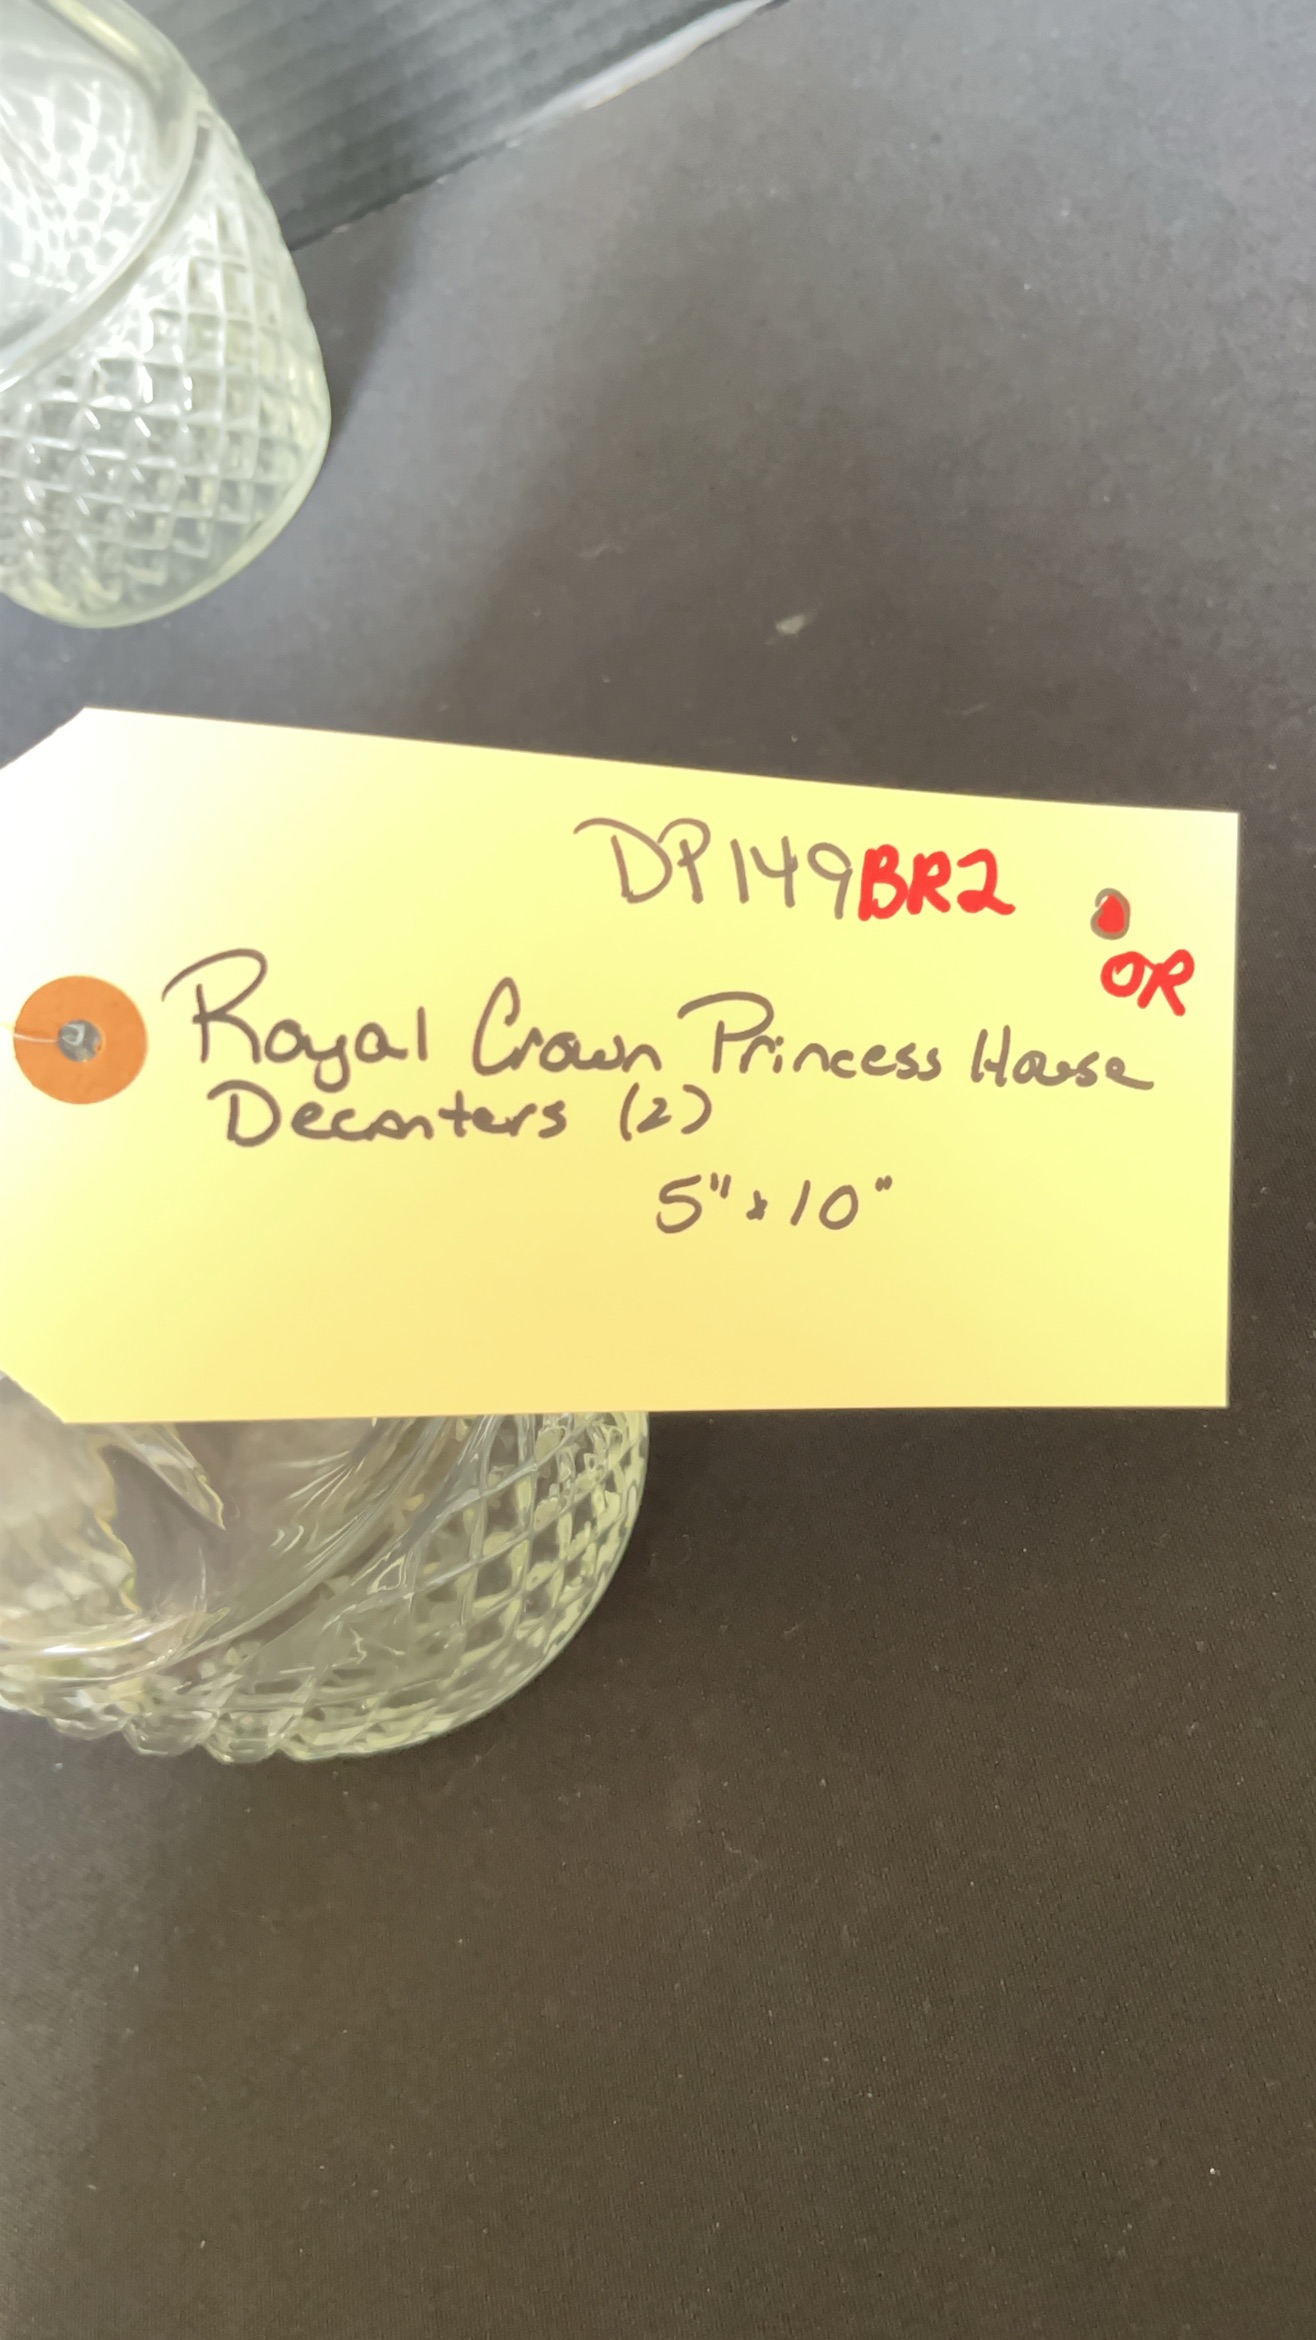 DP149BR2
OR
Royal Crown Princess House
Decanters (2)
5" x 10"